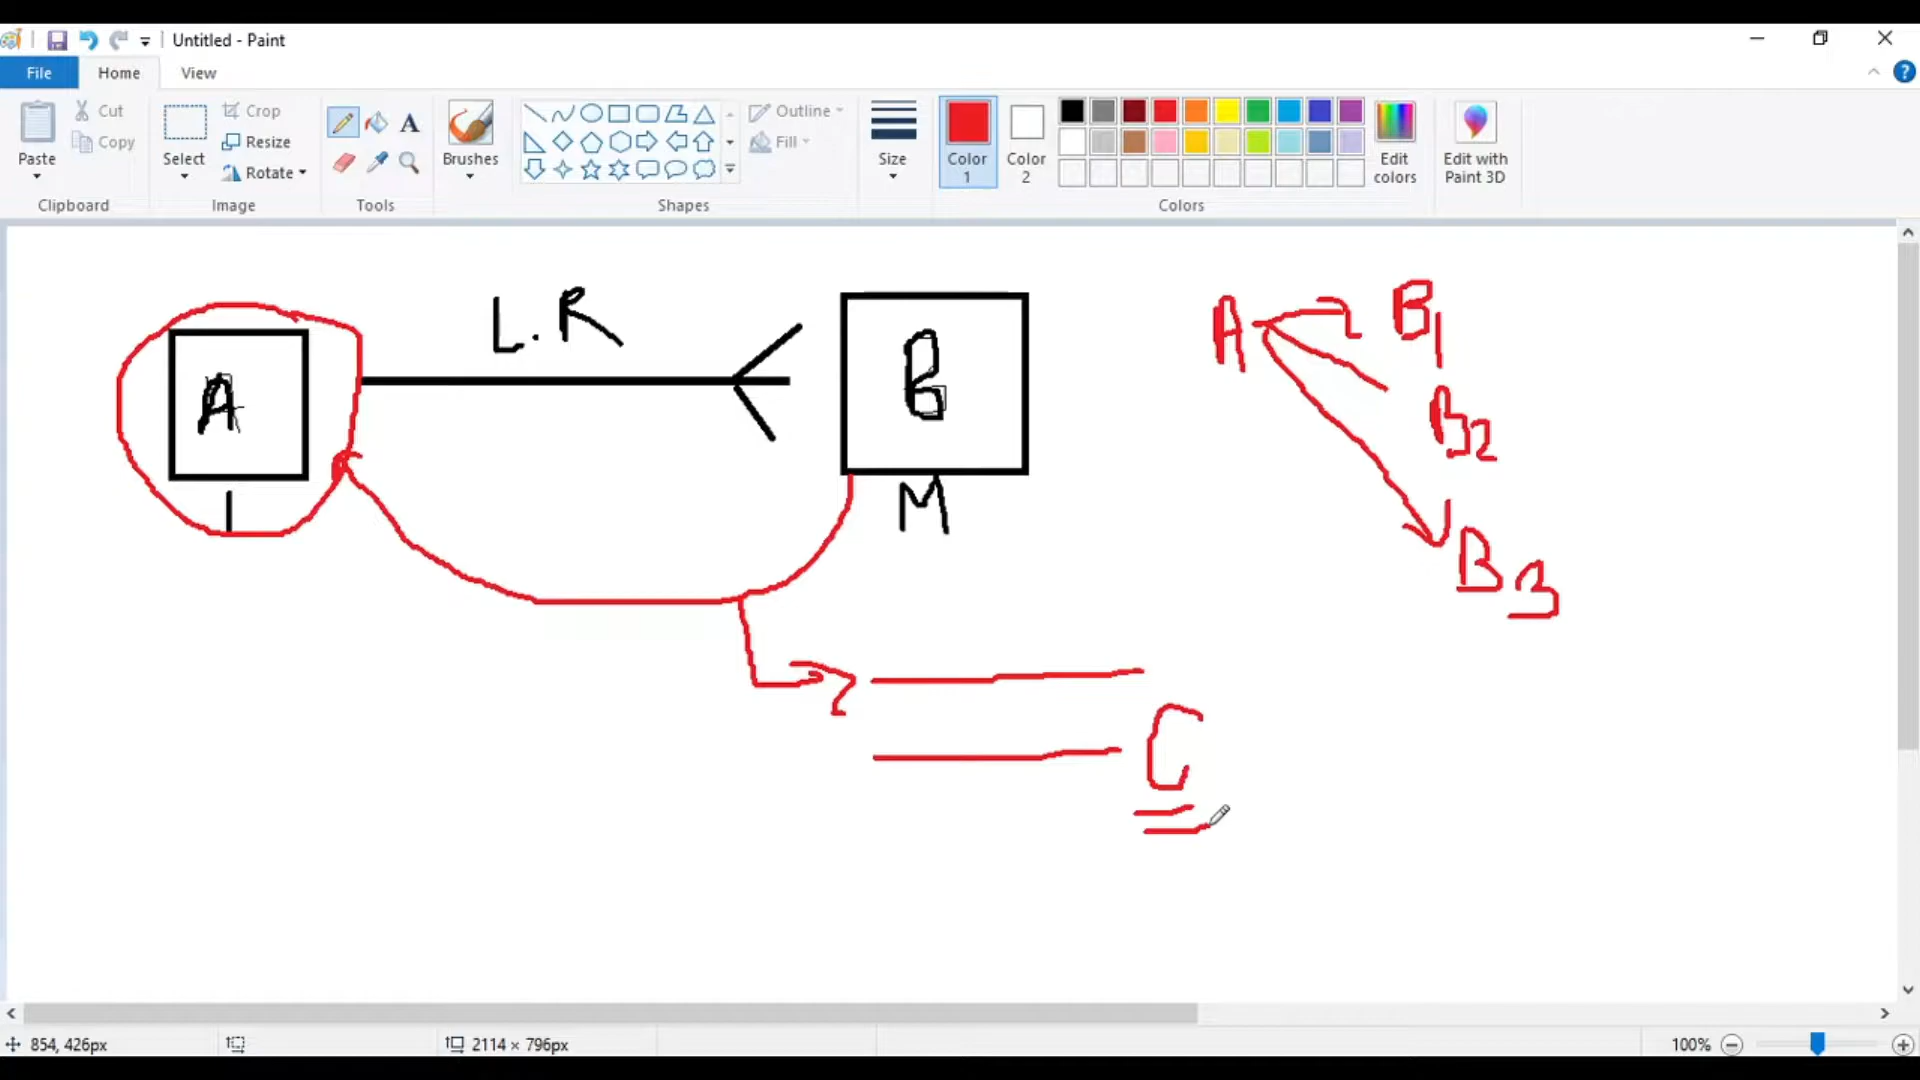 Untitled - Paint
File Home View
Paste
Cut
Copy
Clipboard
Select
Crop
Resize
Rotate
Image
A
Tools
Brushes
Shapes
Outline
Fill
Size
Color
1
Color
2
Colors
Edit
colors
Edit with
Paint 3D
L.R
A
1
B
M
A B1
B2
B3
C
854, 426px
2114 × 796px
100%